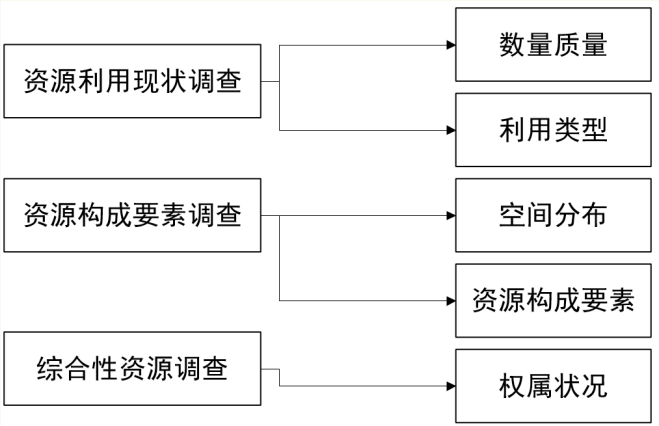 资源利用现状调查
数量质量
利用类型
资源构成要素调查
空间分布
资源构成要素
综合性资源调查
权属状况